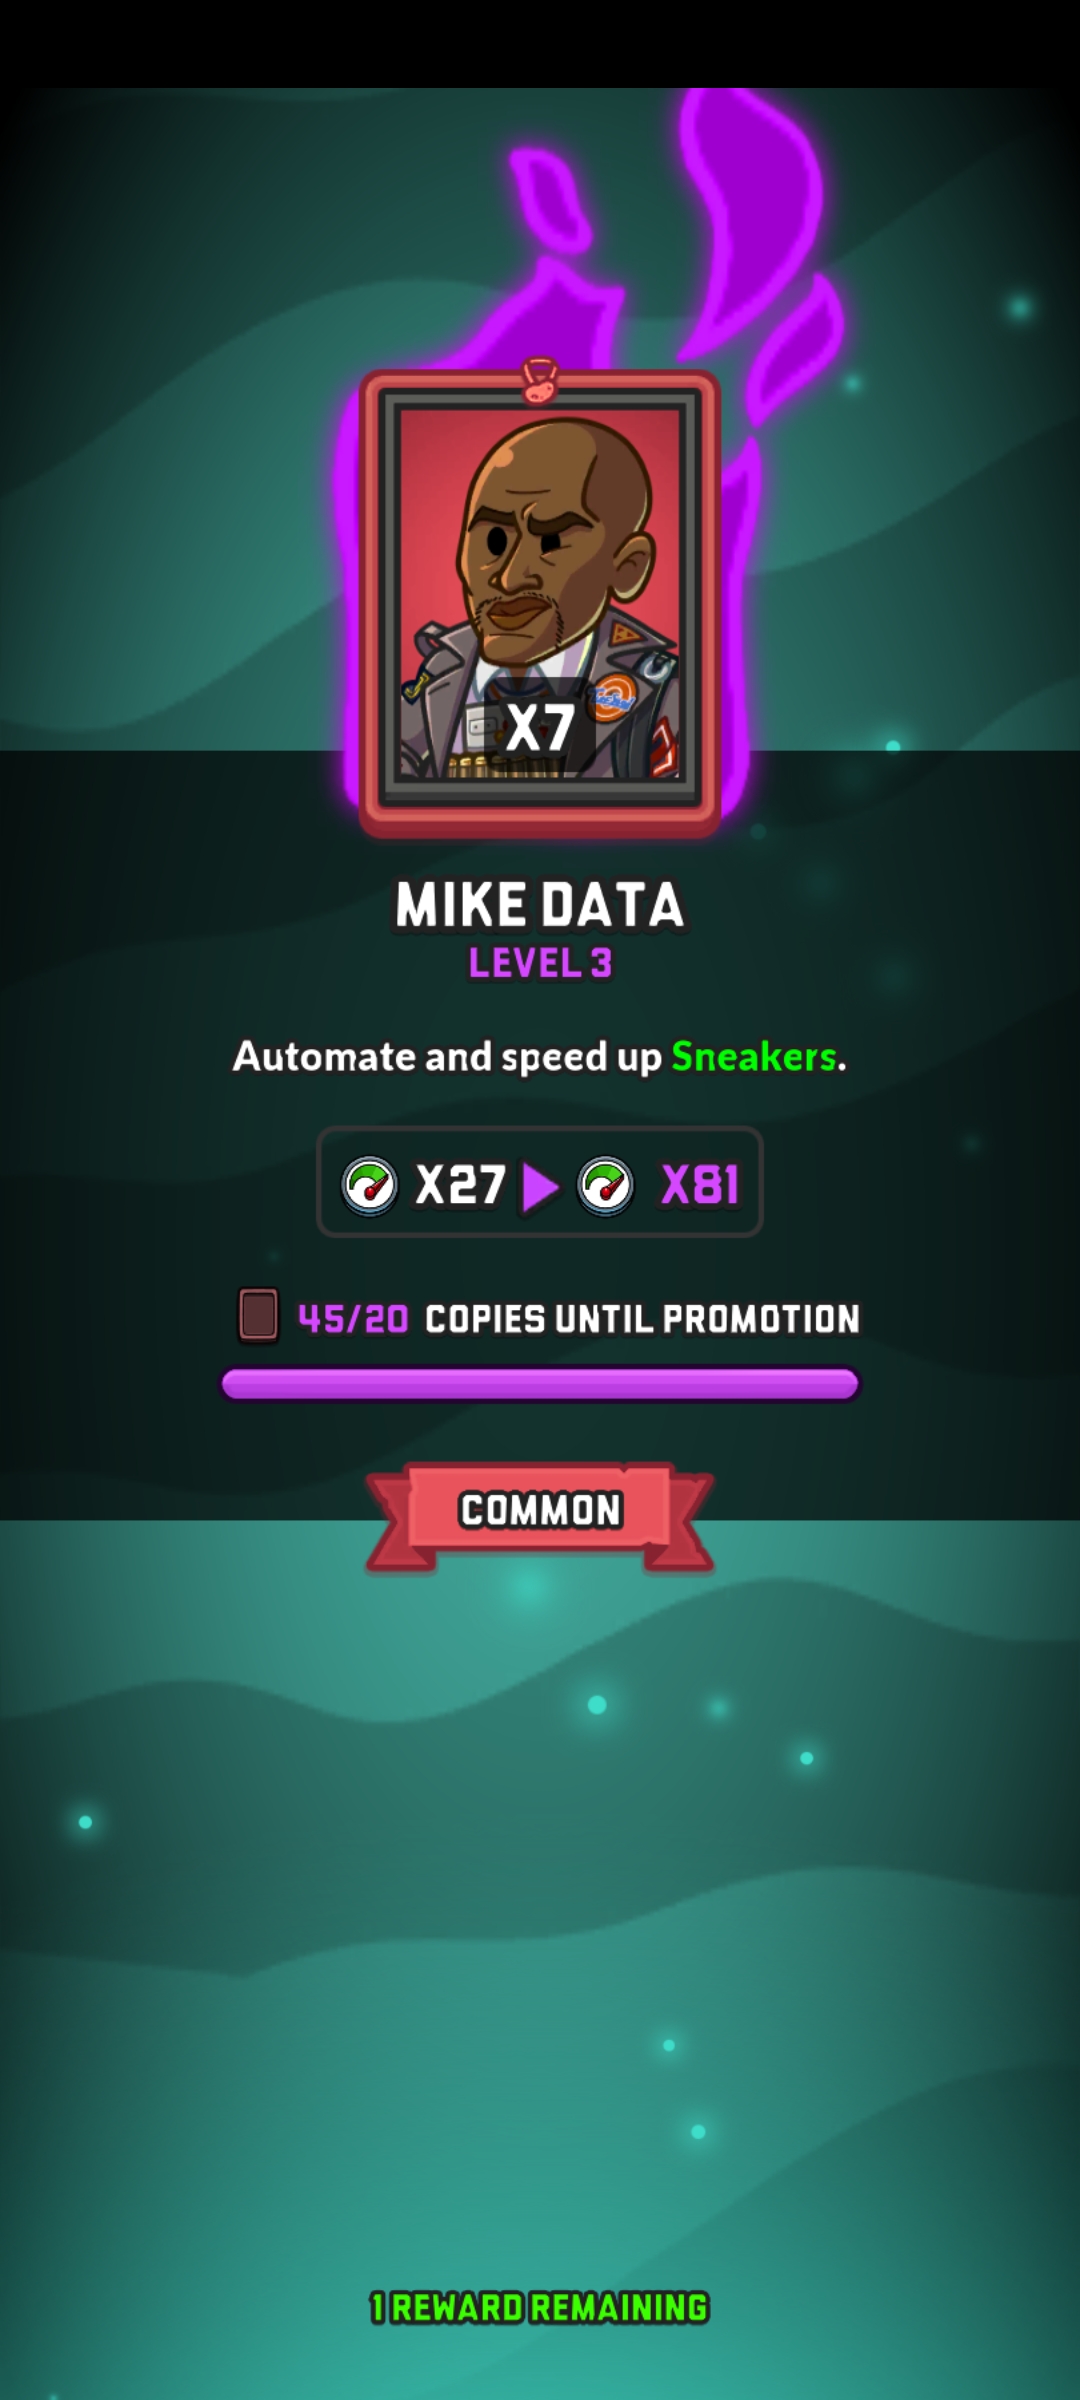 X7
MIKE DATA
LEVEL 3
Automate and speed up Sneakers.
X27 X81
45/20 COPIES UNTIL PROMOTION
COMMON
1 REWARD REMAINING